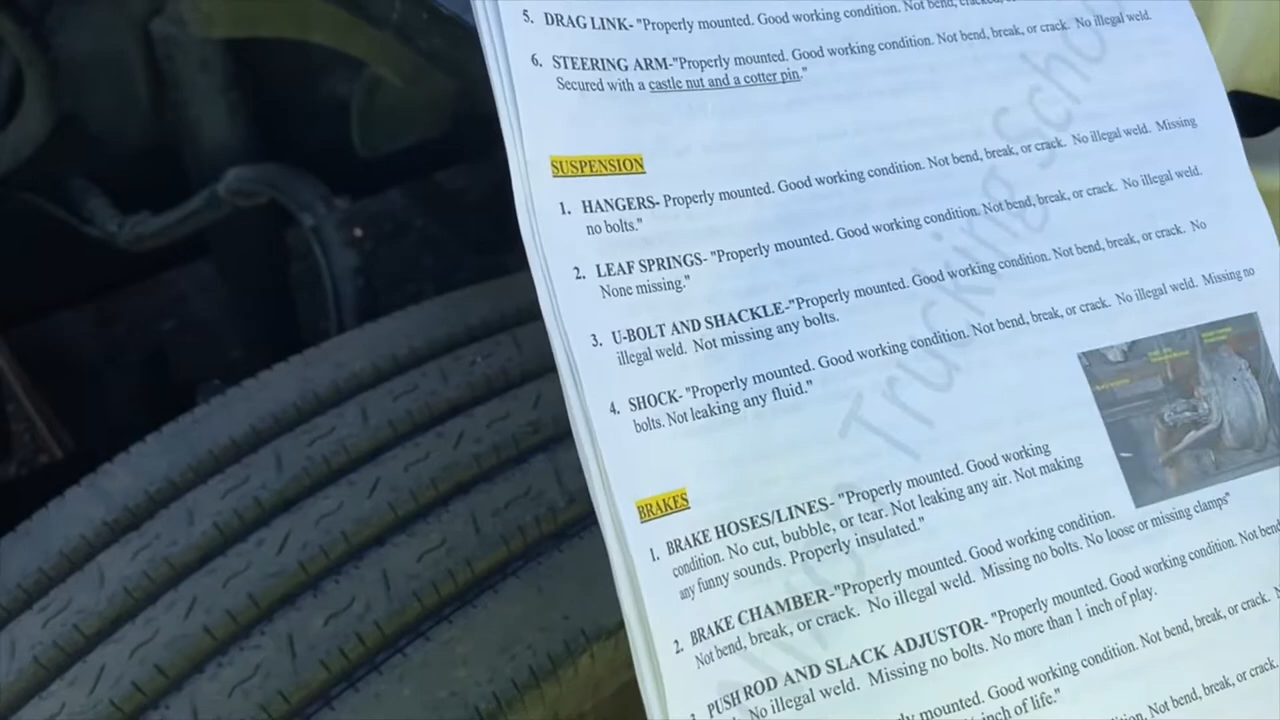 5. DRAG LINK- "Properly mounted. Good working condition. Not bend, cracked,
6. STEERING ARM-"Properly mounted. Good working condition. Not bend, break, or crack. No illegal weld.
Secured with a castle nut and a cotter pin."
SUSPENSION
1. HANGERS- Properly mounted. Good working condition. Not bend, break, or crack. No illegal weld. Missing
no bolts."
2. LEAF SPRINGS- "Properly mounted. Good working condition. Not bend, break, or crack. No illegal weld.
None missing."
3. U-BOLT AND SHACKLE-"Properly mounted. Good working condition. Not bend, break, or crack. No
illegal weld. Not missing any bolts.
4. SHOCK- "Properly mounted. Good working condition. Not bend, break, or crack. No illegal weld. Missing no
bolts. Not leaking any fluid."
BRAKES
1. BRAKE HOSES/LINES- "Properly mounted. Good working
condition. No cut, bubble, or tear. Not leaking any air. Not making
any funny sounds. Properly insulated."
2. BRAKE CHAMBER-"Properly mounted. Good working condition.
Not bend, break, or crack. No illegal weld. Missing no bolts. No loose or missing clamps"
PUSH ROD AND SLACK ADJUSTOR- "Properly mounted. Good working condition. Not bend,
No illegal weld. Missing no bolts. No more than 1 inch of play.
mounted. Good working condition. Not bend, break, or crack.
inch of life."
Not bend, break, or crack.
Trucking School